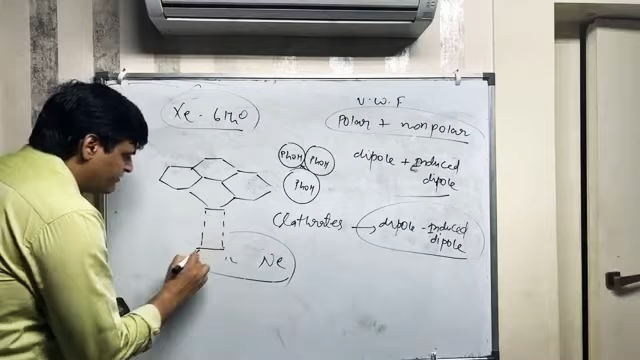 Xe - 6H₂O
V.W.F
Polar + nonpolar
PhOH PhOH
PhOH
dipole + Induced
dipole
Clathrates → dipole - Induced
dipole
Ne